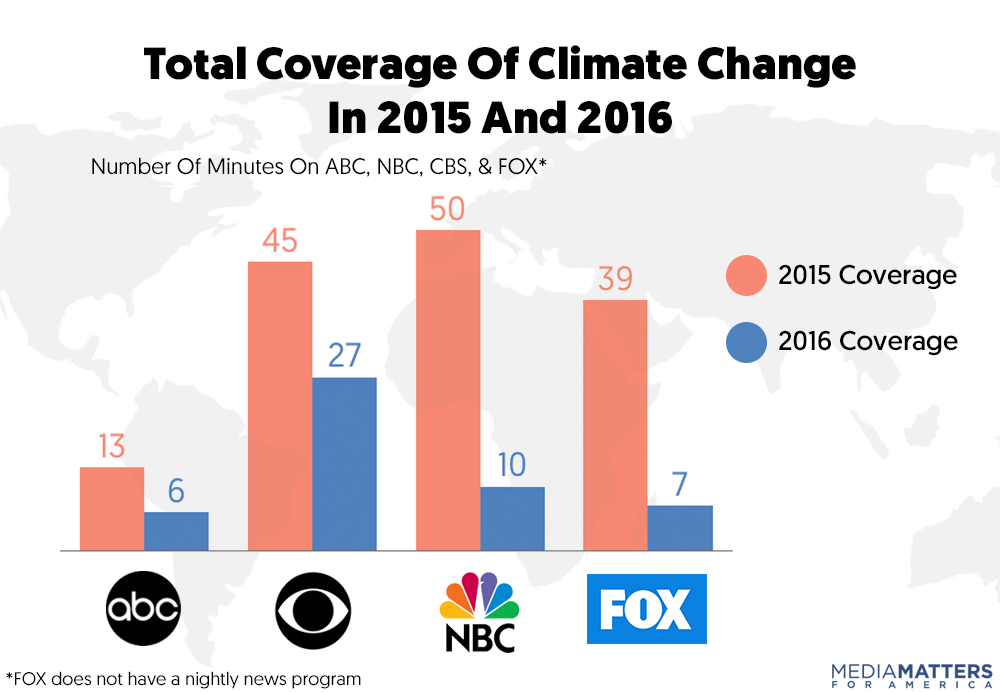 Total Coverage Of Climate Change
In 2015 And 2016
Number Of Minutes On ABC, NBC, CBS, & FOX*
50
45
39
2015 Coverage
2016 Coverage
27
13
10
6
7
abc
NBC
FOX
*FOX does not have a nightly news program
MEDIAMATTERS
FOR AMERICA